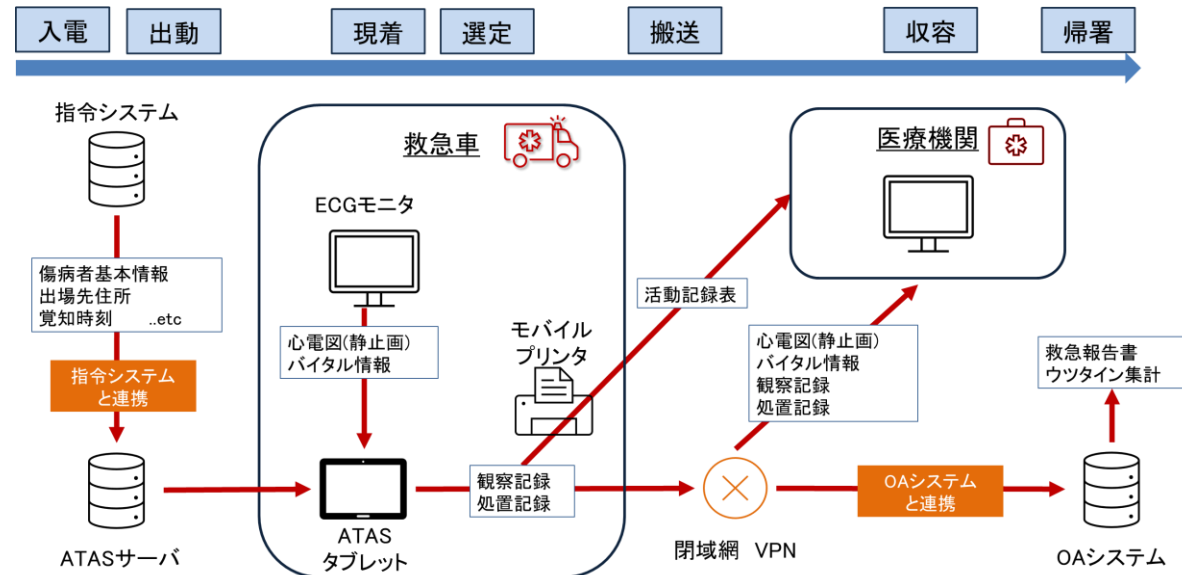 入電
出動
現着
選定
搬送
収容
帰署
指令システム
傷病者基本情報
出場先住所
覚知時刻 ..etc
指令システム
と連携
ATASサーバ
救急車
ECGモニタ
心電図(静止画)
バイタル情報
モバイル
プリンタ
ATAS
タブレット
観察記録
処置記録
活動記録表
医療機関
心電図(静止画)
バイタル情報
観察記録
処置記録
閉域網 VPN
OAシステム
と連携
救急報告書
ウツタイン集計
OAシステム